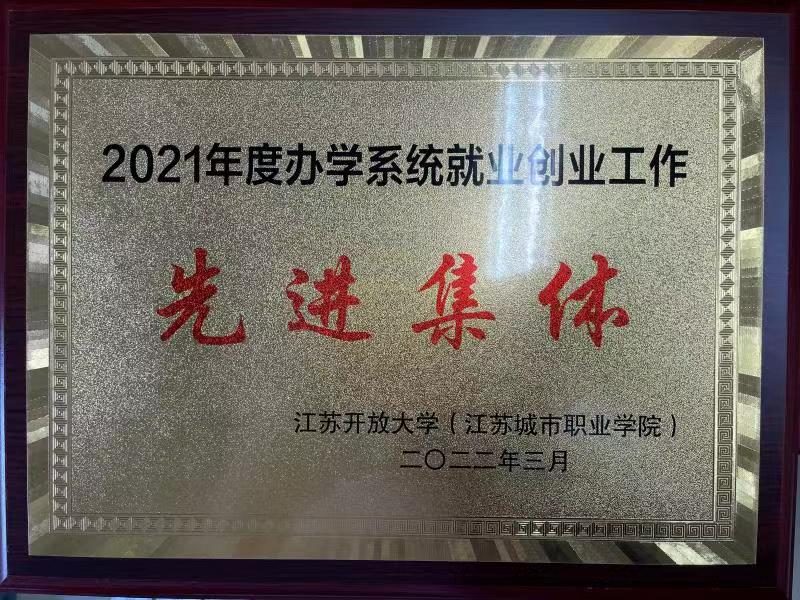 2021年度办学系统就业创业工作
先进集体
江苏开放大学（江苏城市职业学院）
二〇二二年三月